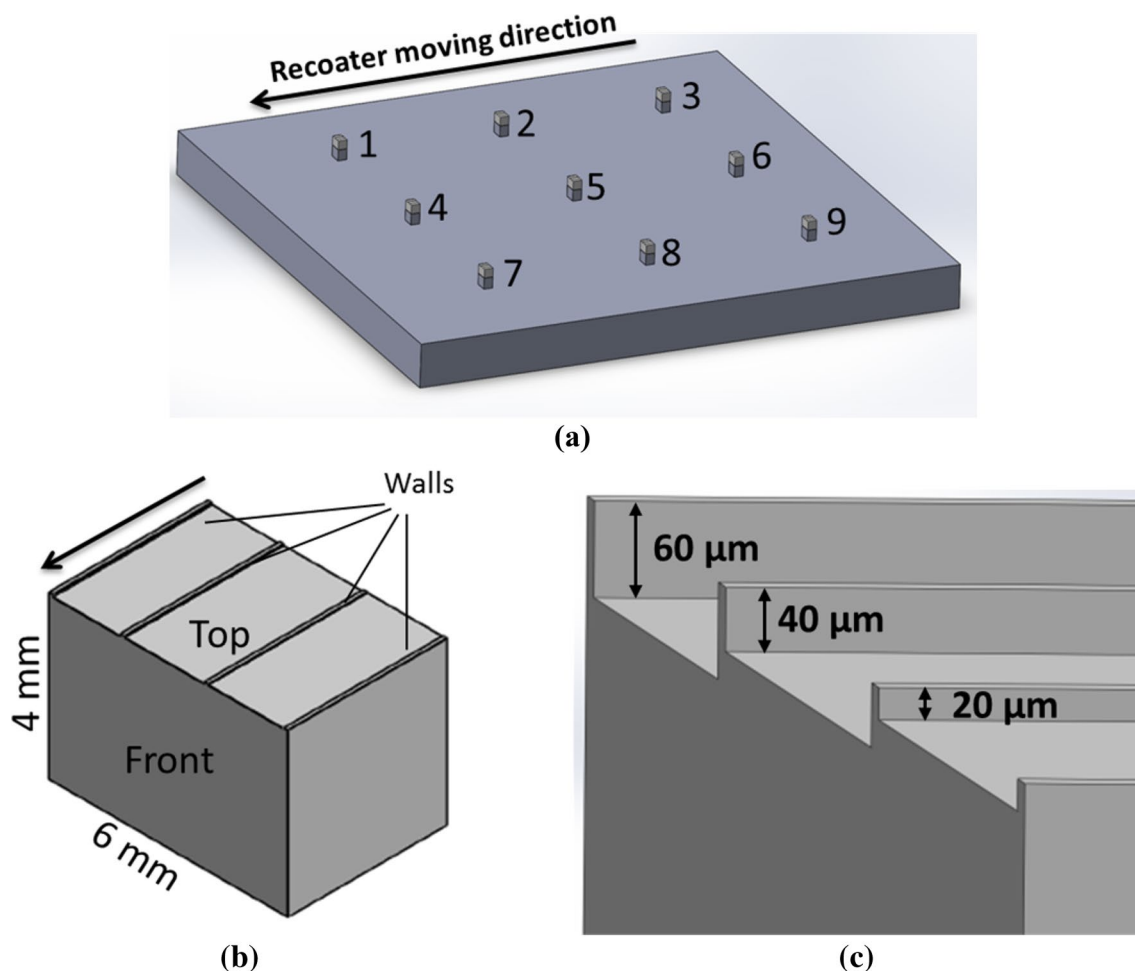 Recoater moving direction
1
2
3
4
5
6
7
8
9
(a)
Walls
Top
4 mm
Front
6 mm
(b)
60 µm
40 µm
20 µm
(c)